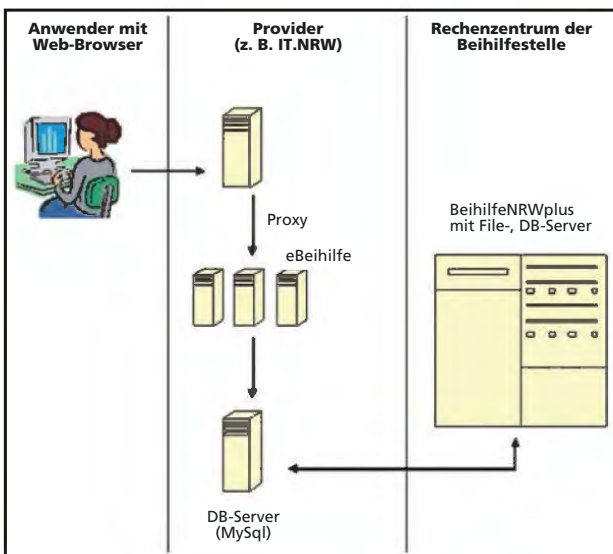 Anwender mit
Web-Browser
Provider
(z. B. IT.NRW)
Rechenzentrum der
Beihilfestelle
Proxy
eBeihilfe
BeihilfeNRWplus
mit File-, DB-Server
DB-Server
(MySql)